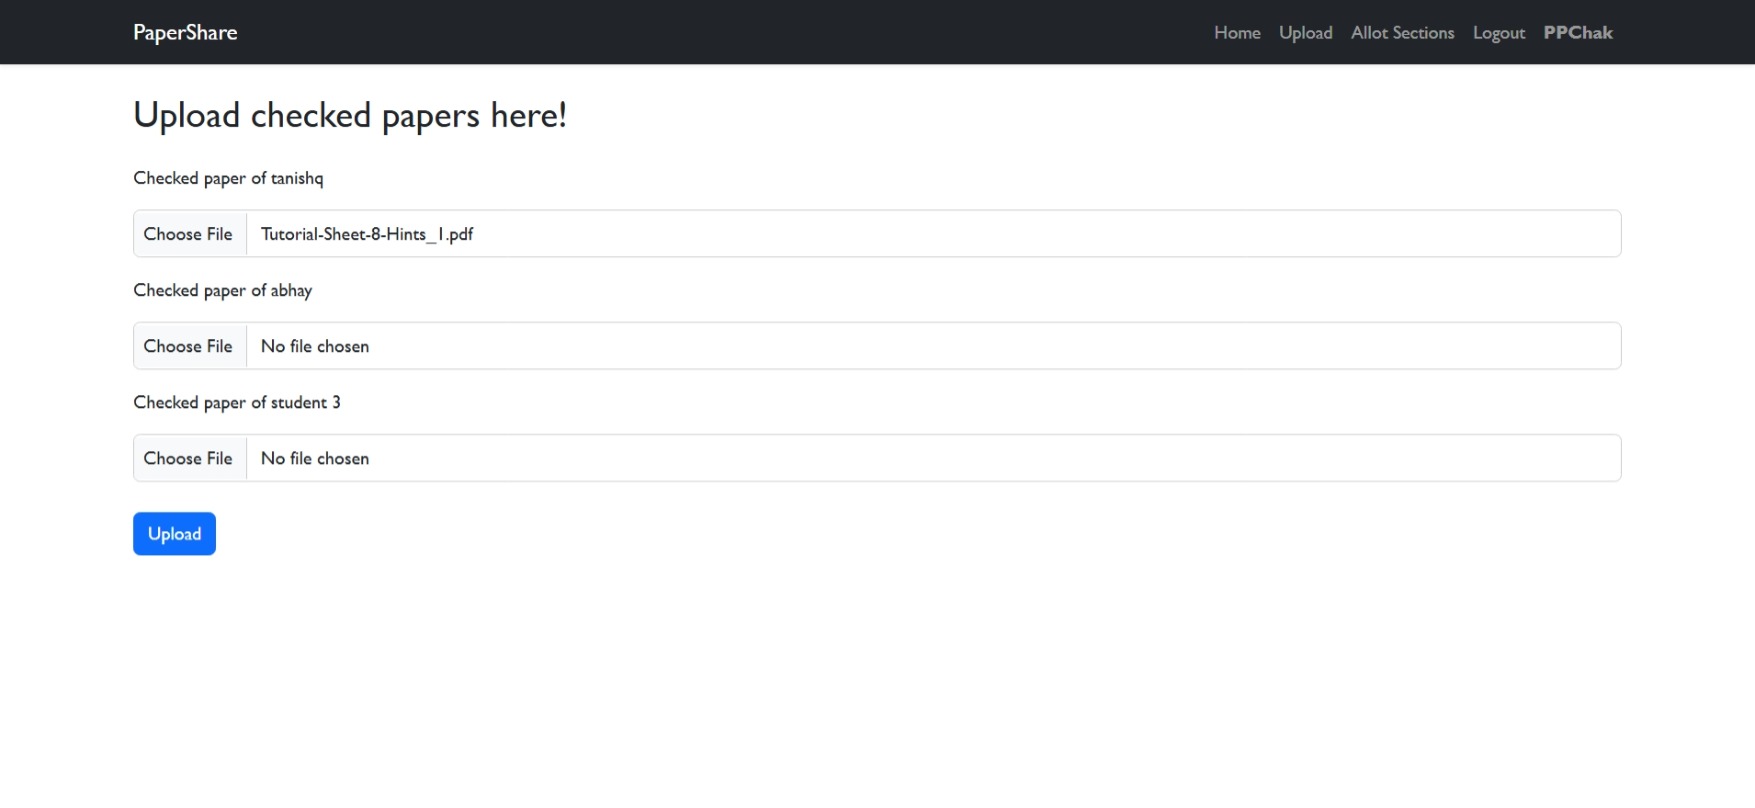 PaperShare Home Upload Allot Sections Logout PPChak
Upload checked papers here!
Checked paper of tanishq
Choose File Tutorial-Sheet-8-Hints_1.pdf
Checked paper of abhay
Choose File No file chosen
Checked paper of student 3
Choose File No file chosen
Upload